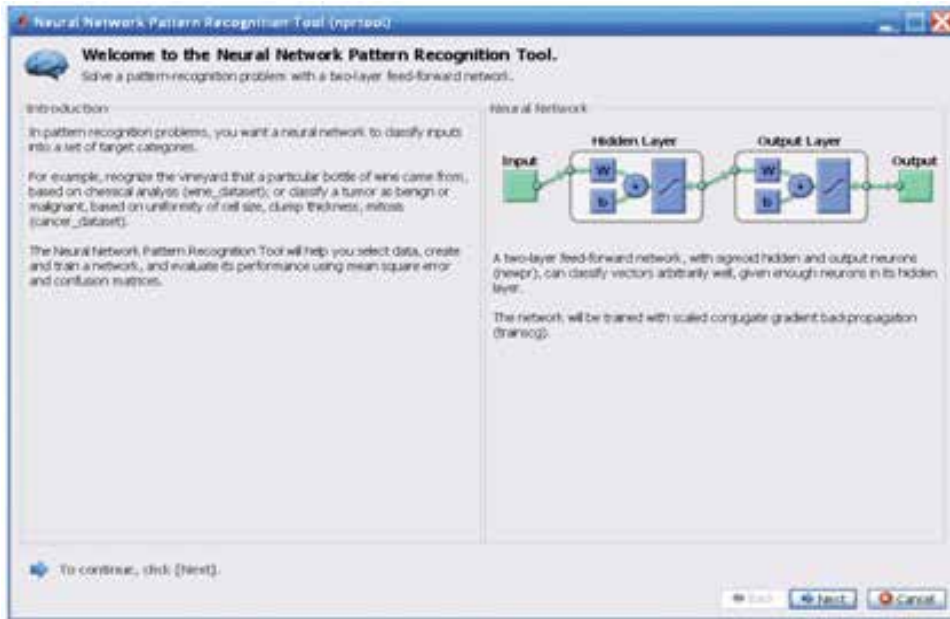 Neural Network Pattern Recognition Tool (nprtool)
Welcome to the Neural Network Pattern Recognition Tool.
Solve a pattern-recognition problem with a two-layer feed-forward network.
Introduction
In pattern recognition problems, you want a neural network to classify inputs
into a set of target categories.
For example, recognize the vineyard that a particular bottle of wine came from,
based on chemical analysis (wine_dataset); or classify a tumor as benign or
malignant, based on uniformity of cell size, clump thickness, mitosis
(cancer_dataset).
The Neural Network Pattern Recognition Tool will help you select data, create
and train a network, and evaluate its performance using mean square error
and confusion matrices.
Neural Network
Hidden Layer
Output Layer
Input
Output
W
b
+
W
b
+
A two-layer feed-forward network, with sigmoid hidden and output neurons
(newpr), can classify vectors arbitrarily well, given enough neurons in its hidden
layer.
The network will be trained with scaled conjugate gradient backpropagation
(trainscg).
To continue, click [Next].
Back
Next
Cancel